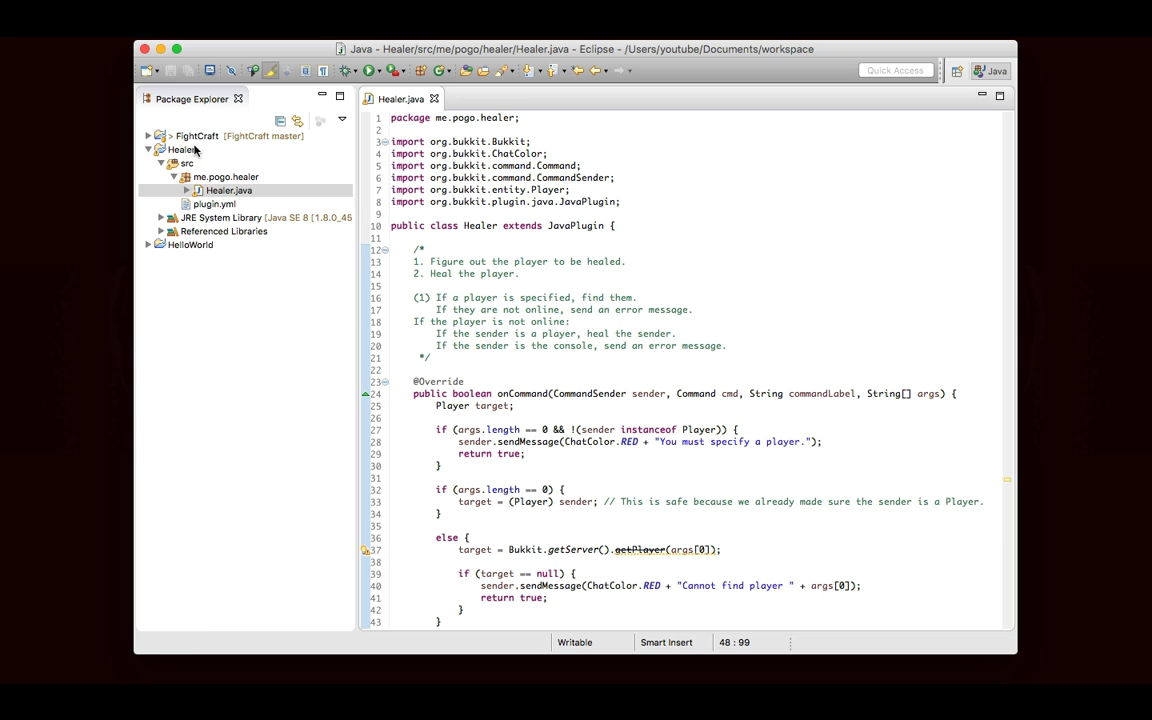 Java - Healer/src/me/pogo/healer/Healer.java - Eclipse - /Users/youtube/Documents/workspace
Quick Access
Java
Package Explorer
> FightCraft [FightCraft master]
Healer
src
me.pogo.healer
Healer.java
plugin.yml
JRE System Library [Java SE 8 [1.8.0_45
Referenced Libraries
HelloWorld
Healer.java
1 package me.pogo.healer;
2
3 import org.bukkit.Bukkit;
4 import org.bukkit.ChatColor;
5 import org.bukkit.command.Command;
6 import org.bukkit.command.CommandSender;
7 import org.bukkit.entity.Player;
8 import org.bukkit.plugin.java.JavaPlugin;
9
10 public class Healer extends JavaPlugin {
11
12 /*
13 1. Figure out the player to be healed.
14 2. Heal the player.
15
16 (1) If a player is specified, find them.
17 If they are not online, send an error message.
18 If the player is not online:
19 If the sender is a player, heal the sender.
20 If the sender is the console, send an error message.
21 */
22
23 @Override
24 public boolean onCommand(CommandSender sender, Command cmd, String commandLabel, String[] args) {
25 Player target;
26
27 if (args.length == 0 && !(sender instanceof Player)) {
28 sender.sendMessage(ChatColor.RED + "You must specify a player.");
29 return true;
30 }
31
32 if (args.length == 0) {
33 target = (Player) sender; // This is safe because we already made sure the sender is a Player.
34 }
35
36 else {
37 target = Bukkit.getServer().getPlayer(args[0]);
38
39 if (target == null) {
40 sender.sendMessage(ChatColor.RED + "Cannot find player " + args[0]);
41 return true;
42 }
43 }
Writable
Smart Insert
48 : 99